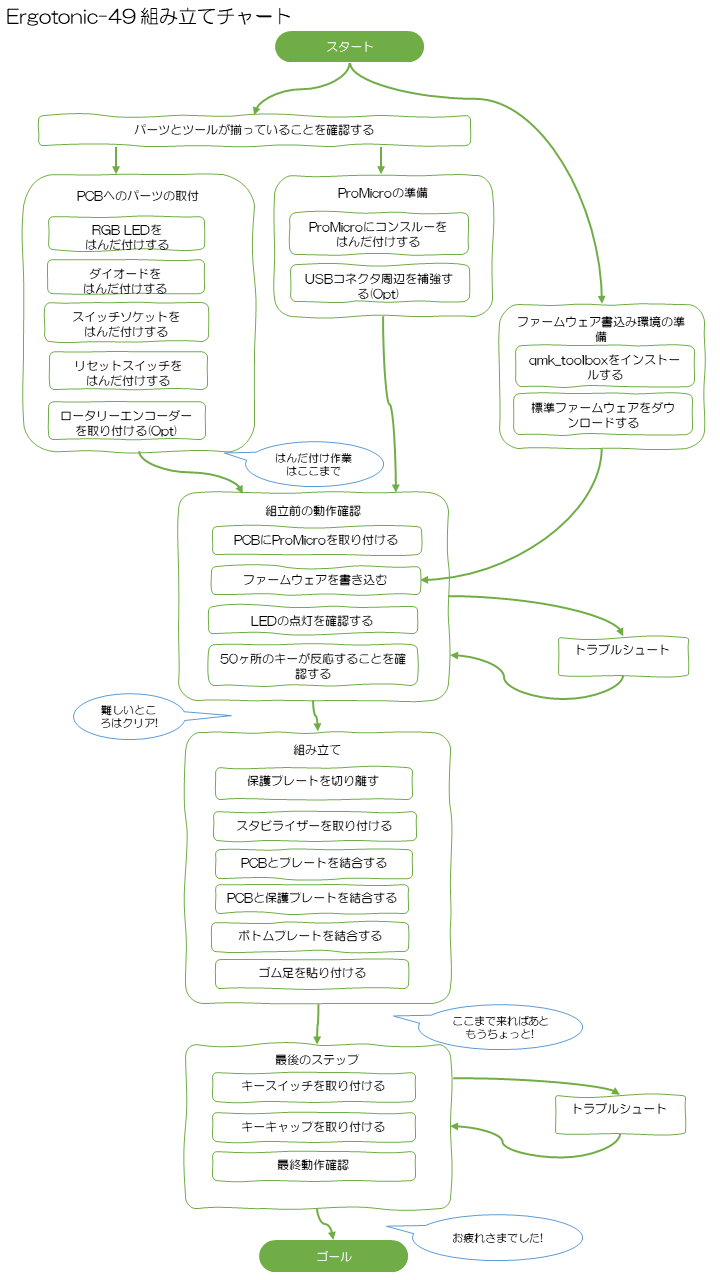 Ergotonic-49 組み立てチャート
スタート
パーツとツールが揃っていることを確認する
PCBへのパーツの取付
RGB LEDを
はんだ付けする
ダイオードを
はんだ付けする
スイッチソケットを
はんだ付けする
リセットスイッチを
はんだ付けする
ロータリーエンコーダー
を取り付ける(Opt)
ProMicroの準備
ProMicroにコンスルーを
はんだ付けする
USBコネクタ周辺を補強す
る(Opt)
ファームウェア書込み環境の準
備
qmk_toolboxをインストー
ルする
標準ファームウェアをダウ
ンロードする
はんだ付け作業
はここまで
組立前の動作確認
PCBにProMicroを取り付ける
ファームウェアを書き込む
LEDの点灯を確認する
50ヶ所のキーが反応することを確
認する
トラブルシュート
難しいとこ
ろはクリア!
組み立て
保護プレートを切り離す
スタビライザーを取り付ける
PCBとプレートを結合する
PCBと保護プレートを結合する
ボトムプレートを結合する
ゴム足を貼り付ける
ここまで来ればあと
もうちょっと!
最後のステップ
キースイッチを取り付ける
キーキャップを取り付ける
最終動作確認
トラブルシュート
お疲れさまでした!
ゴール